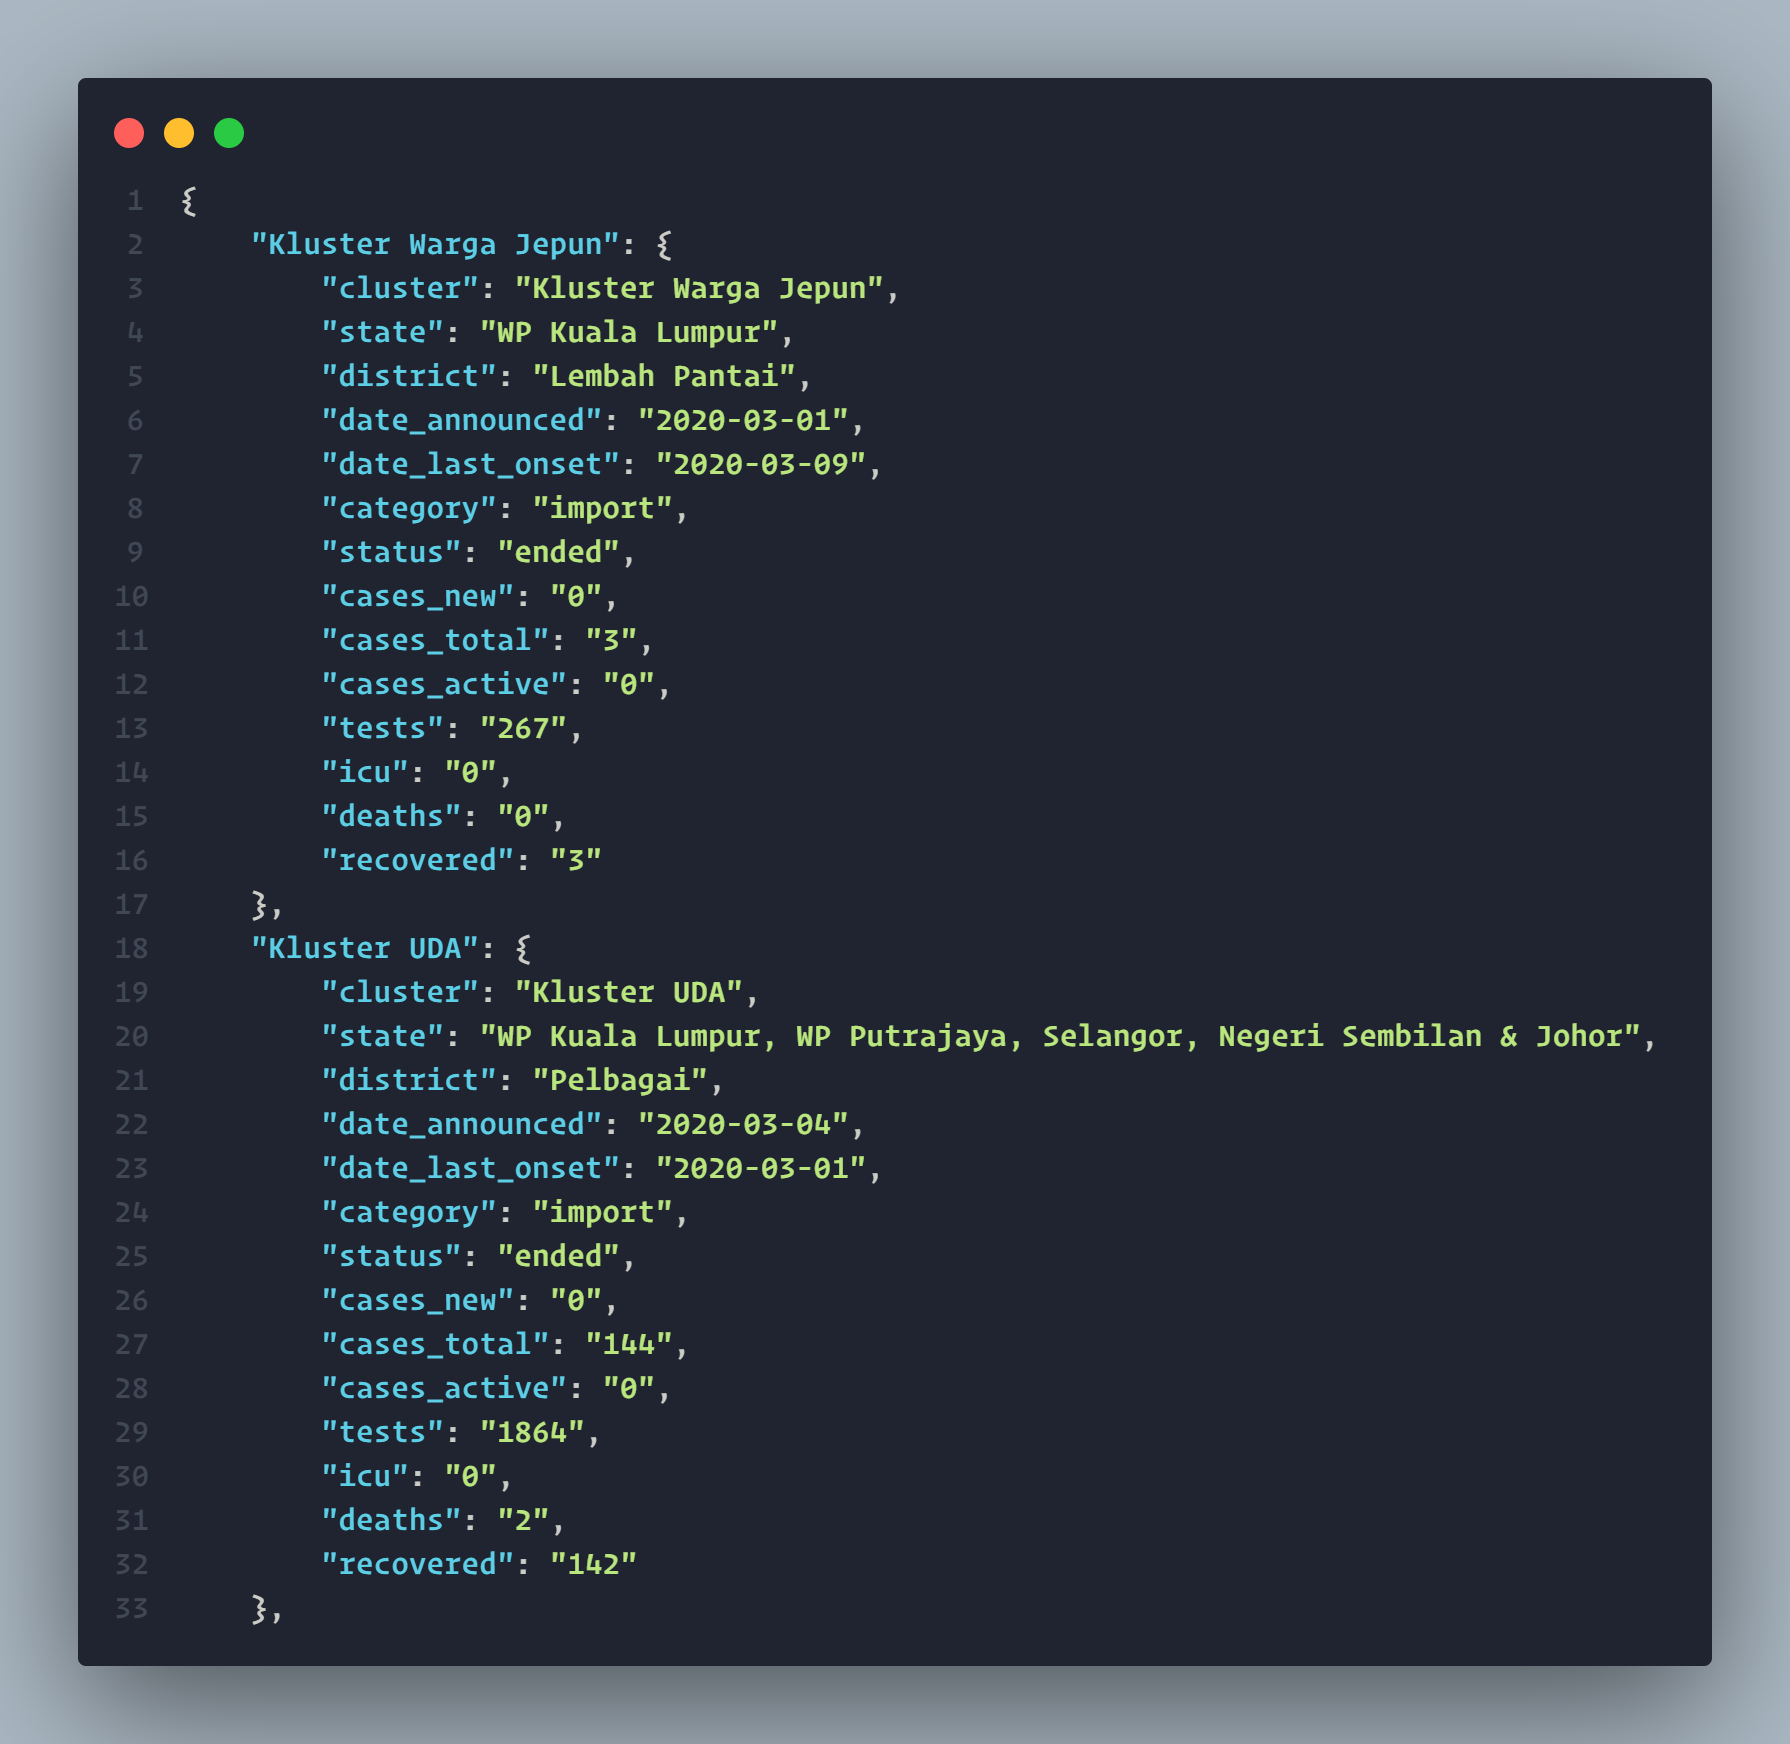 1 {
2 "Kluster Warga Jepun": {
3 "cluster": "Kluster Warga Jepun",
4 "state": "WP Kuala Lumpur",
5 "district": "Lembah Pantai",
6 "date_announced": "2020-03-01",
7 "date_last_onset": "2020-03-09",
8 "category": "import",
9 "status": "ended",
10 "cases_new": "0",
11 "cases_total": "3",
12 "cases_active": "0",
13 "tests": "267",
14 "icu": "0",
15 "deaths": "0",
16 "recovered": "3"
17 },
18 "Kluster UDA": {
19 "cluster": "Kluster UDA",
20 "state": "WP Kuala Lumpur, WP Putrajaya, Selangor, Negeri Sembilan & Johor",
21 "district": "Pelbagai",
22 "date_announced": "2020-03-04",
23 "date_last_onset": "2020-03-01",
24 "category": "import",
25 "status": "ended",
26 "cases_new": "0",
27 "cases_total": "144",
28 "cases_active": "0",
29 "tests": "1864",
30 "icu": "0",
31 "deaths": "2",
32 "recovered": "142"
33 },